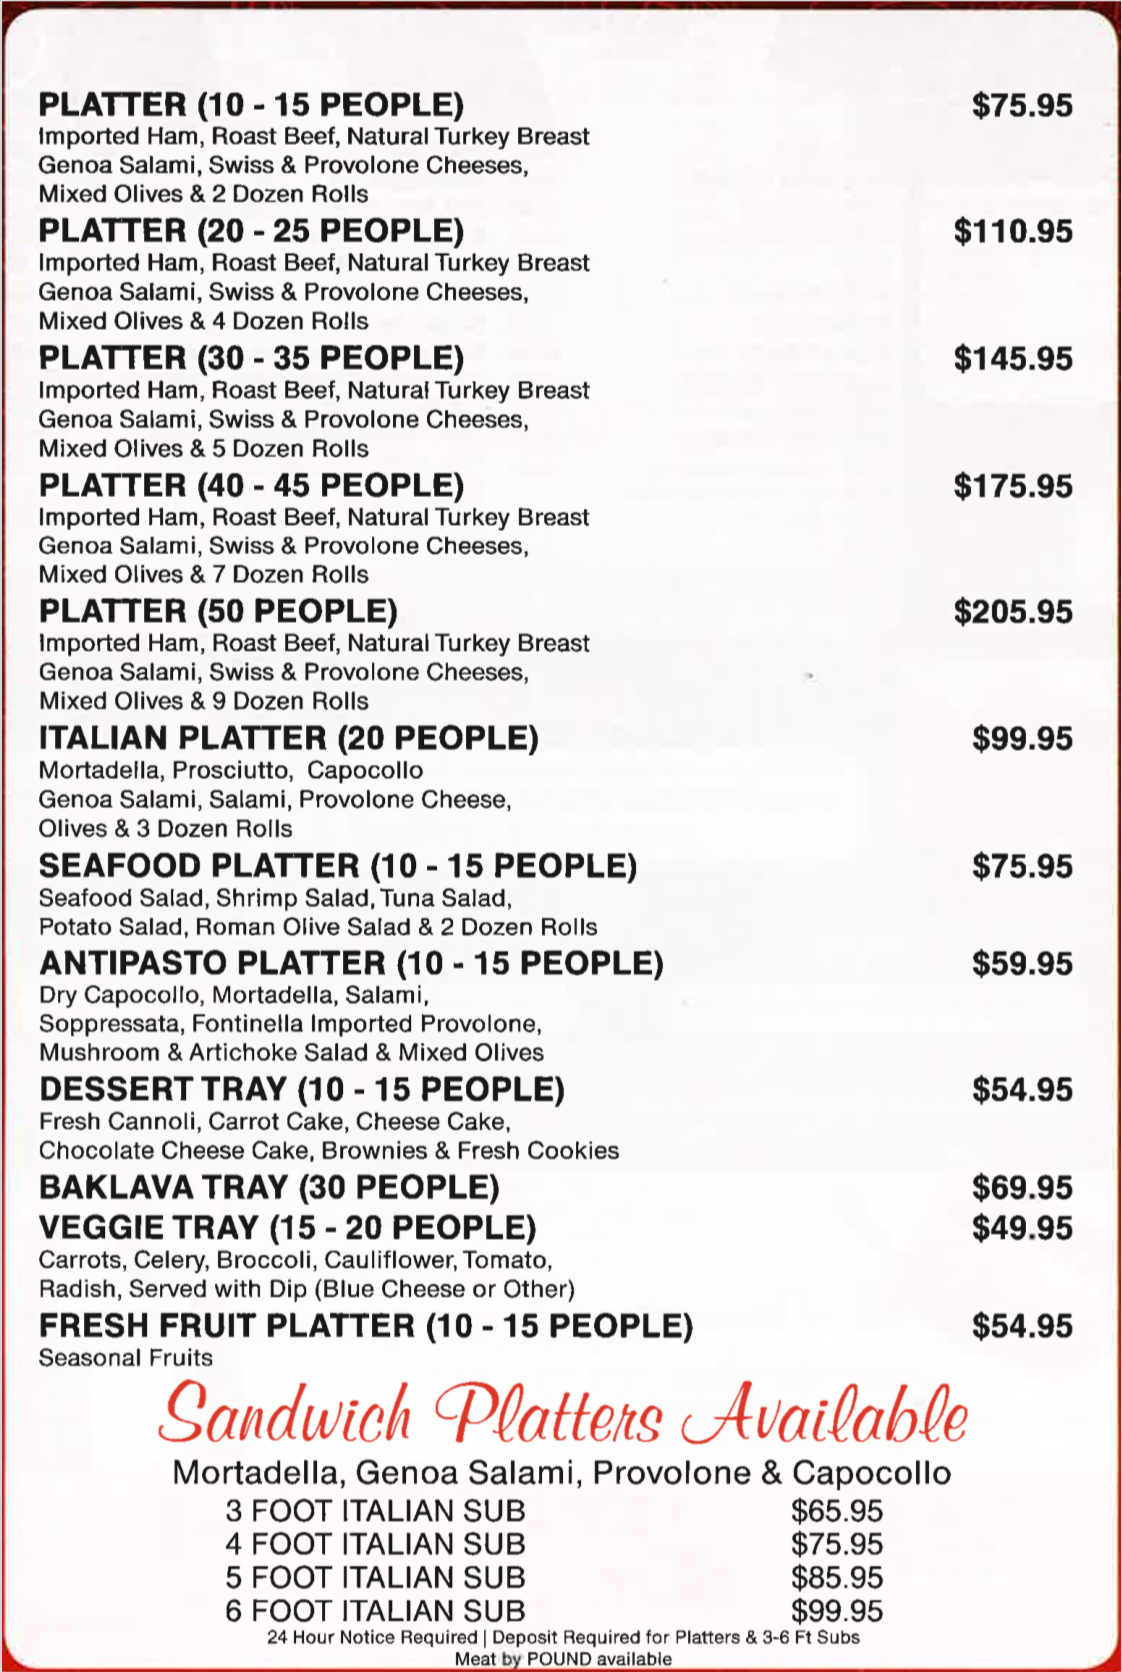 PLATTER (10 - 15 PEOPLE) $75.95
Imported Ham, Roast Beef, Natural Turkey Breast
Genoa Salami, Swiss & Provolone Cheeses,
Mixed Olives & 2 Dozen Rolls
PLATTER (20 - 25 PEOPLE) $110.95
Imported Ham, Roast Beef, Natural Turkey Breast
Genoa Salami, Swiss & Provolone Cheeses,
Mixed Olives & 4 Dozen Rolls
PLATTER (30 - 35 PEOPLE) $145.95
Imported Ham, Roast Beef, Natural Turkey Breast
Genoa Salami, Swiss & Provolone Cheeses,
Mixed Olives & 5 Dozen Rolls
PLATTER (40 - 45 PEOPLE) $175.95
Imported Ham, Roast Beef, Natural Turkey Breast
Genoa Salami, Swiss & Provolone Cheeses,
Mixed Olives & 7 Dozen Rolls
PLATTER (50 PEOPLE) $205.95
Imported Ham, Roast Beef, Natural Turkey Breast
Genoa Salami, Swiss & Provolone Cheeses,
Mixed Olives & 9 Dozen Rolls
ITALIAN PLATTER (20 PEOPLE) $99.95
Mortadella, Prosciutto, Capocollo
Genoa Salami, Salami, Provolone Cheese,
Olives & 3 Dozen Rolls
SEAFOOD PLATTER (10 - 15 PEOPLE) $75.95
Seafood Salad, Shrimp Salad, Tuna Salad,
Potato Salad, Roman Olive Salad & 2 Dozen Rolls
ANTIPASTO PLATTER (10 - 15 PEOPLE) $59.95
Dry Capocollo, Mortadella, Salami,
Soppressata, Fontinella Imported Provolone,
Mushroom & Artichoke Salad & Mixed Olives
DESSERT TRAY (10 - 15 PEOPLE) $54.95
Fresh Cannoli, Carrot Cake, Cheese Cake,
Chocolate Cheese Cake, Brownies & Fresh Cookies
BAKLAVA TRAY (30 PEOPLE) $69.95
VEGGIE TRAY (15 - 20 PEOPLE) $49.95
Carrots, Celery, Broccoli, Cauliflower, Tomato,
Radish, Served with Dip (Blue Cheese or Other)
FRESH FRUIT PLATTER (10 - 15 PEOPLE) $54.95
Seasonal Fruits
Sandwich Platters Available
Mortadella, Genoa Salami, Provolone & Capocollo
3 FOOT ITALIAN SUB $65.95
4 FOOT ITALIAN SUB $75.95
5 FOOT ITALIAN SUB $85.95
6 FOOT ITALIAN SUB $99.95
24 Hour Notice Required | Deposit Required for Platters & 3-6 Ft Subs
Meat by POUND available